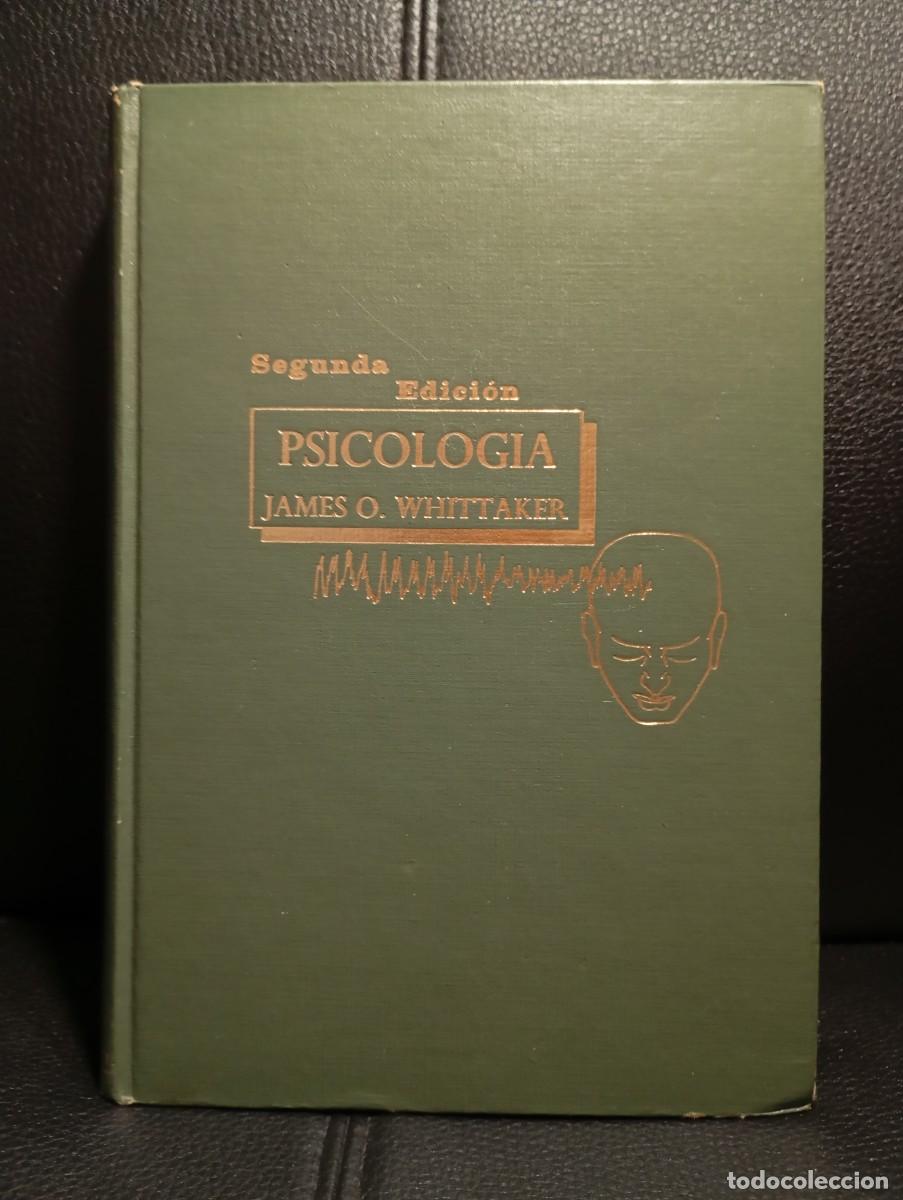 Segunda
Edición
PSICOLOGIA
JAMES O. WHITTAKER
todocoleccion